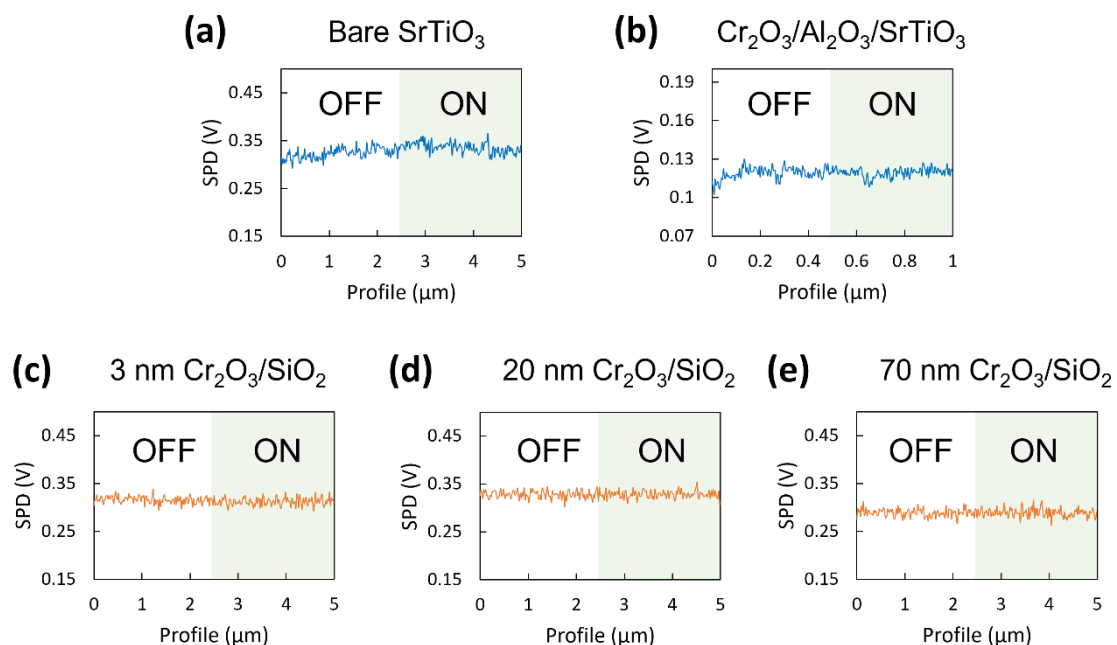 (a) Bare SrTiO₃
0.45
0.35
0.25
0.15
SPD (V)
OFF ON
0 1 2 3 4 5
Profile (µm)
(b) Cr₂O₃/Al₂O₃/SrTiO₃
0.19
0.16
0.13
0.1
0.07
SPD (V)
OFF ON
0 0.2 0.4 0.6 0.8 1
Profile (µm)
(c) 3 nm Cr₂O₃/SiO₂
0.45
0.35
0.25
0.15
SPD (V)
OFF ON
0 1 2 3 4 5
Profile (µm)
(d) 20 nm Cr₂O₃/SiO₂
0.45
0.35
0.25
0.15
SPD (V)
OFF ON
0 1 2 3 4 5
Profile (µm)
(e) 70 nm Cr₂O₃/SiO₂
0.45
0.35
0.25
0.15
SPD (V)
OFF ON
0 1 2 3 4 5
Profile (µm)